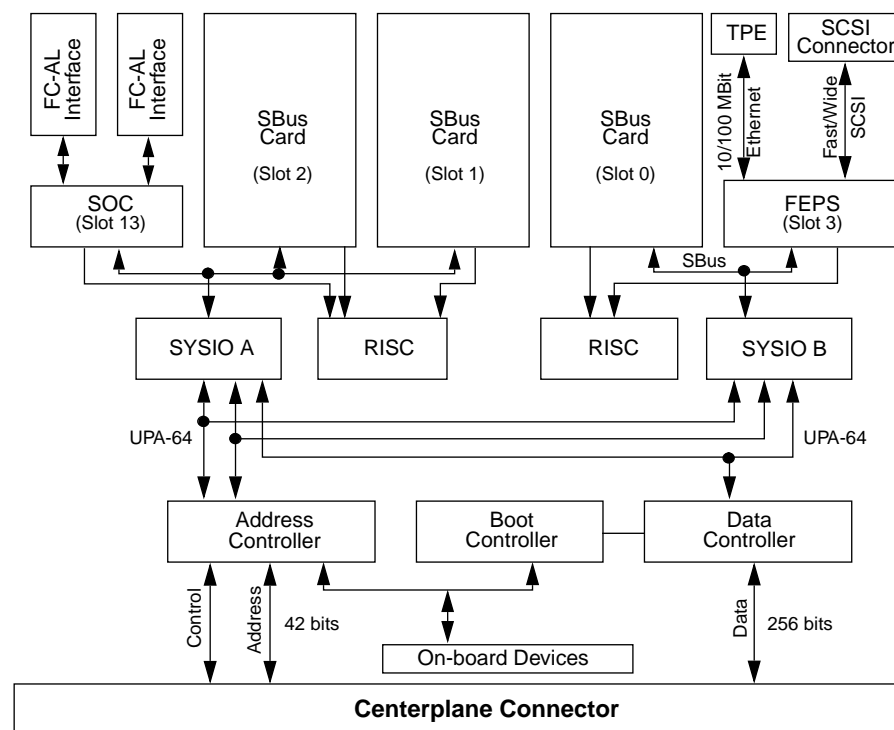 FC-AL
Interface
FC-AL
Interface
SBus
Card
(Slot 2)
SBus
Card
(Slot 1)
SBus
Card
(Slot 0)
TPE
SCSI
Connector
10/100 MBit
Ethernet
Fast/Wide
SCSI
SOC
(Slot 13)
FEPS
(Slot 3)
SBus
SYSIO A
RISC
RISC
SYSIO B
UPA-64
UPA-64
Address
Controller
Boot
Controller
Data
Controller
Control
Address
42 bits
Data
256 bits
On-board Devices
Centerplane Connector